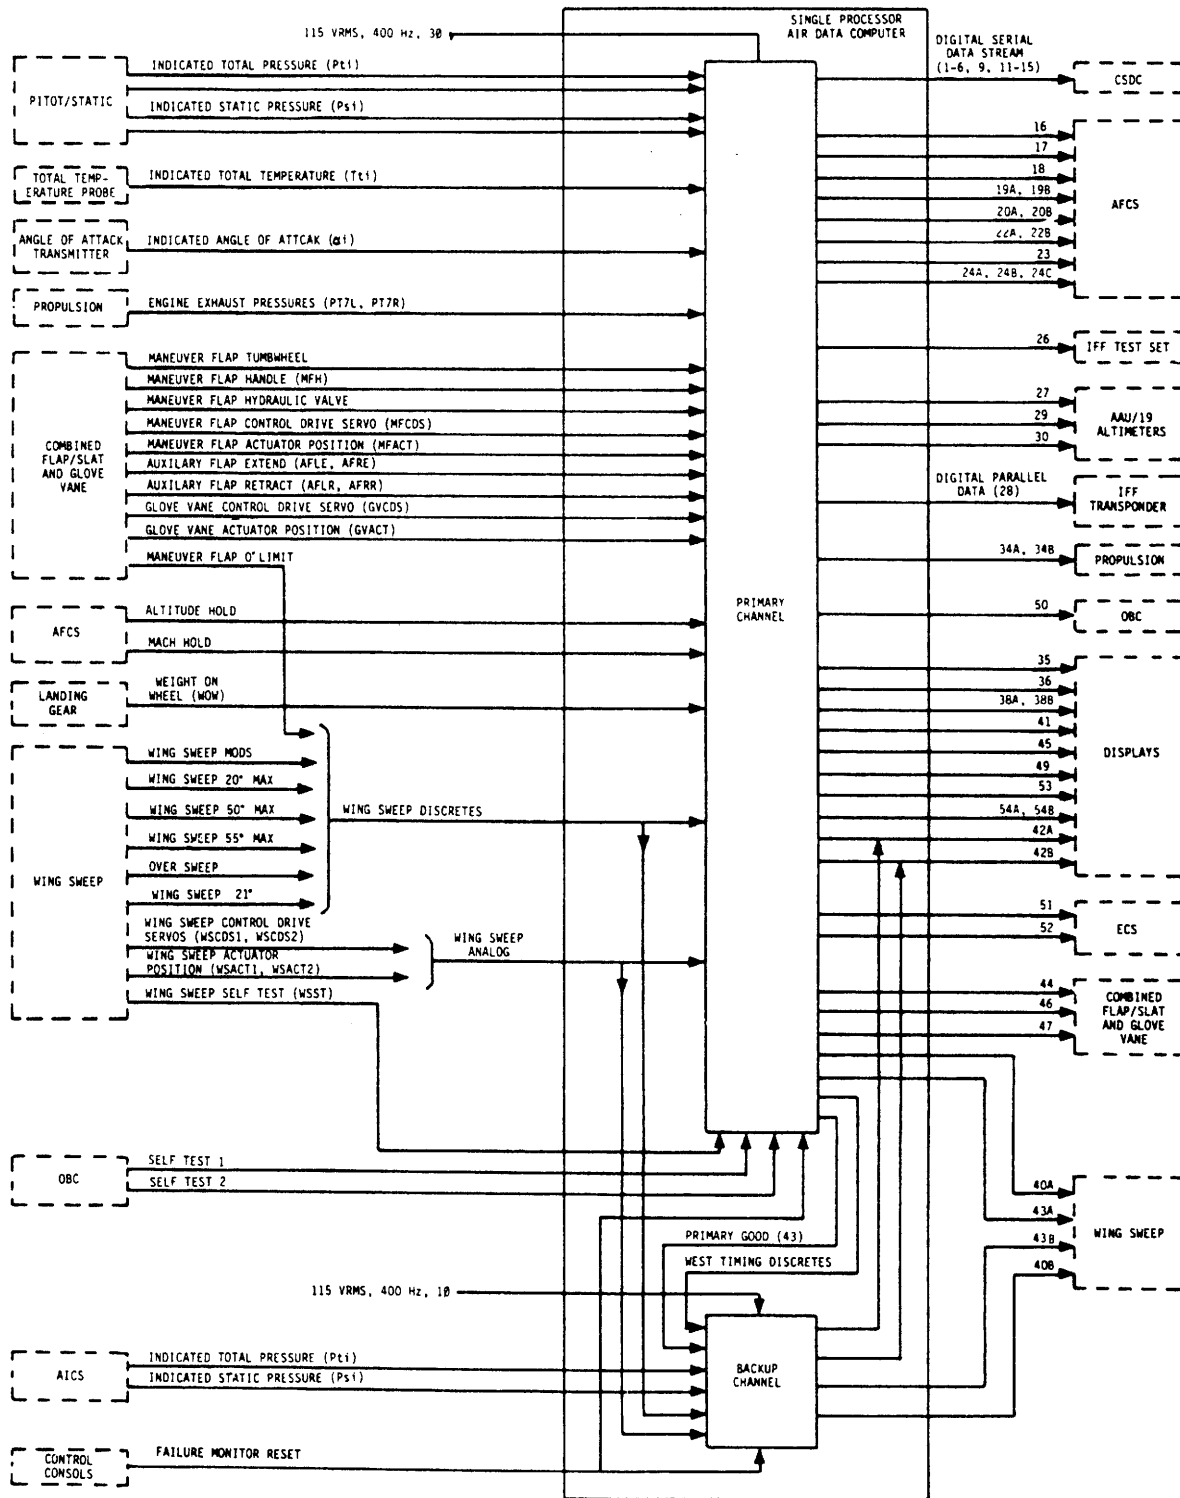 SINGLE PROCESSOR
AIR DATA COMPUTER
115 VRMS, 400 Hz, 30
DIGITAL SERIAL
DATA STREAM
(1-6, 9, 11-15)
PITOT/STATIC
INDICATED TOTAL PRESSURE (Pti)
INDICATED STATIC PRESSURE (Psi)
TOTAL TEMP-
ERATURE PROBE
INDICATED TOTAL TEMPERATURE (Tti)
ANGLE OF ATTACK
TRANSMITTER
INDICATED ANGLE OF ATTCAK (αi)
PROPULSION
ENGINE EXHAUST PRESSURES (PT7L, PT7R)
COMBINED
FLAP/SLAT
AND GLOVE
VANE
MANEUVER FLAP TUMBWHEEL
MANEUVER FLAP HANDLE (MFH)
MANEUVER FLAP HYDRAULIC VALVE
MANEUVER FLAP CONTROL DRIVE SERVO (MFCDS)
MANEUVER FLAP ACTUATOR POSITION (MFACT)
AUXILARY FLAP EXTEND (AFLE, AFRE)
AUXILARY FLAP RETRACT (AFLR, AFRR)
GLOVE VANE CONTROL DRIVE SERVO (GVCDS)
GLOVE VANE ACTUATOR POSITION (GVACT)
MANEUVER FLAP 0° LIMIT
AFCS
ALTITUDE HOLD
MACH HOLD
LANDING
GEAR
WEIGHT ON
WHEEL (WOW)
WING SWEEP
WING SWEEP MODS
WING SWEEP 20° MAX
WING SWEEP 50° MAX
WING SWEEP 55° MAX
OVER SWEEP
WING SWEEP 21°
WING SWEEP DISCRETES
WING SWEEP CONTROL DRIVE
SERVOS (WSCDS1, WSCDS2)
WING SWEEP ACTUATOR
POSITION (WSACT1, WSACT2)
WING SWEEP SELF TEST (WSST)
WING SWEEP
ANALOG
OBC
SELF TEST 1
SELF TEST 2
115 VRMS, 400 Hz, 10
AICS
INDICATED TOTAL PRESSURE (Pti)
INDICATED STATIC PRESSURE (Psi)
CONTROL
CONSOLS
FAILURE MONITOR RESET
PRIMARY
CHANNEL
PRIMARY GOOD (43)
WEST TIMING DISCRETES
BACKUP
CHANNEL
CSDC
16
17
18
19A, 19B
20A, 20B
22A, 22B
23
24A, 24B, 24C
AFCS
26
IFF TEST SET
27
29
30
AAU/19
ALTIMETERS
DIGITAL PARALLEL
DATA (28)
IFF
TRANSPONDER
34A, 34B
PROPULSION
50
OBC
35
36
38A, 38B
41
45
49
53
54A, 54B
42A
42B
DISPLAYS
51
52
ECS
44
46
47
COMBINED
FLAP/SLAT
AND GLOVE
VANE
40A
43A
43B
40B
WING SWEEP